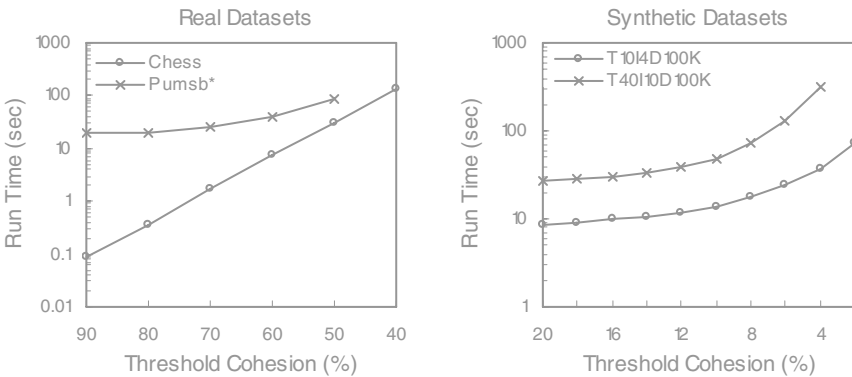 Real Datasets
1000
100
10
1
0.1
0.01
Run Time (sec)
Chess
Pumsb*
90 80 70 60 50 40
Threshold Cohesion (%)
Synthetic Datasets
1000
100
10
1
Run Time (sec)
T10I4D100K
T40I10D100K
20 16 12 8 4
Threshold Cohesion (%)